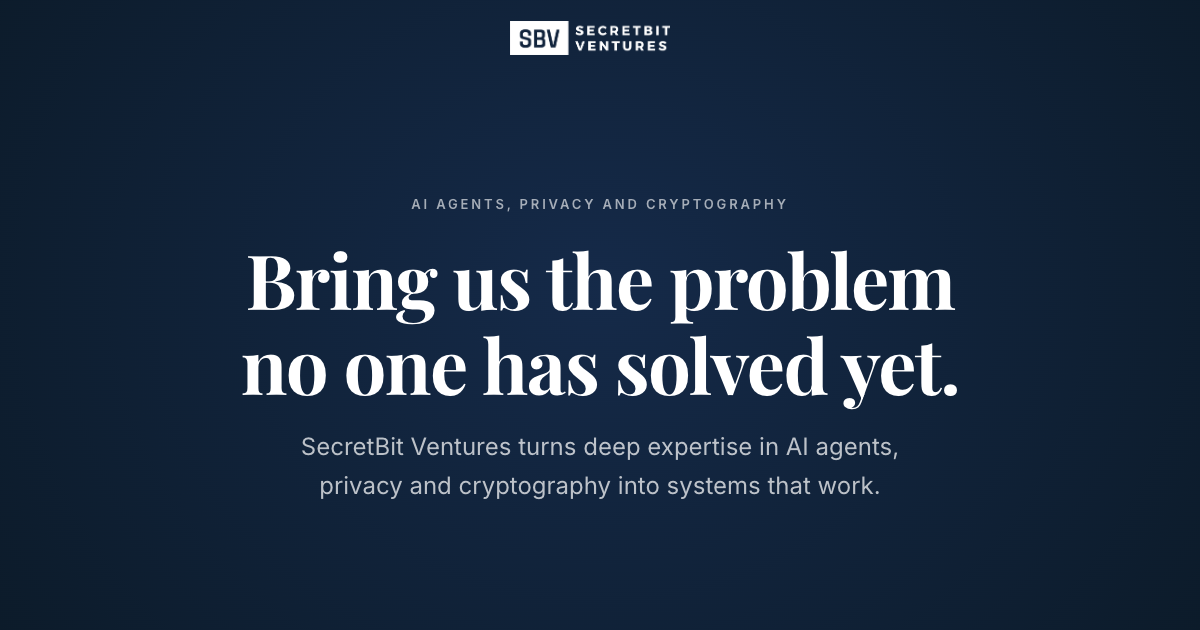 SBV SECRETBIT
VENTURES
AI AGENTS, PRIVACY AND CRYPTOGRAPHY
Bring us the problem
no one has solved yet.
SecretBit Ventures turns deep expertise in AI agents,
privacy and cryptography into systems that work.